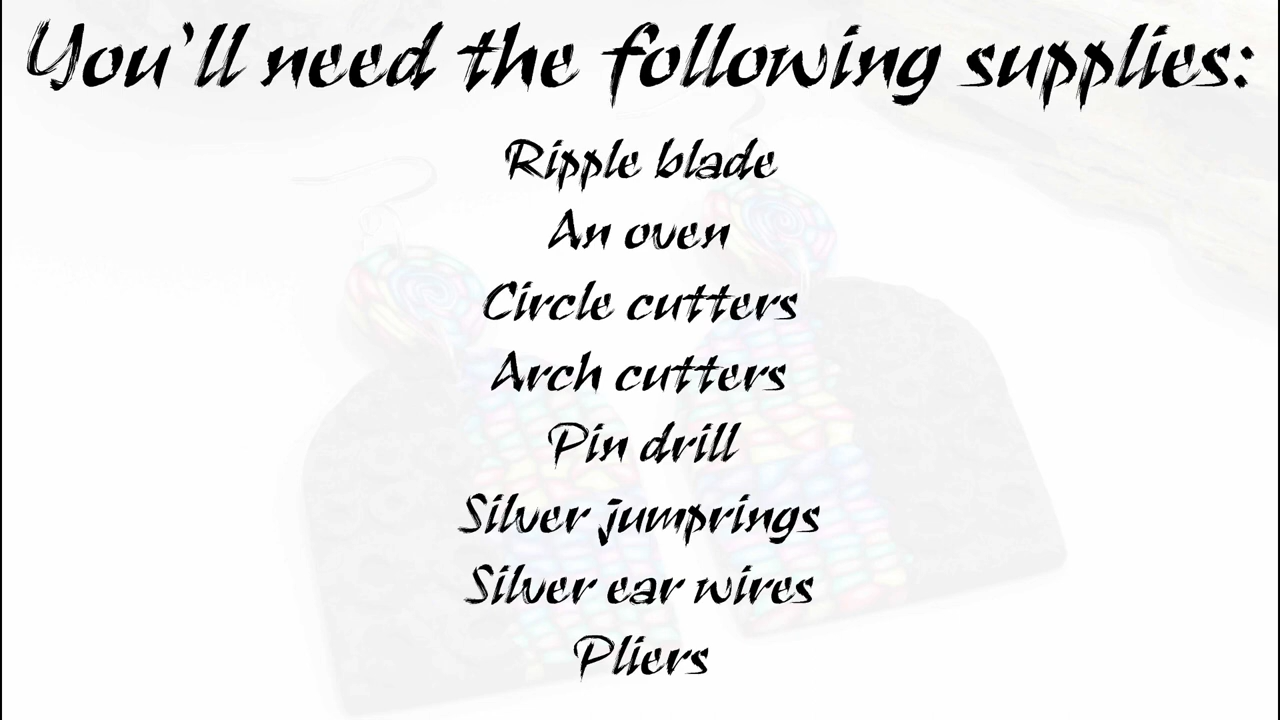 You'll need the following supplies:
Ripple blade
An oven
Circle cutters
Arch cutters
Pin drill
Silver jumprings
Silver ear wires
Pliers